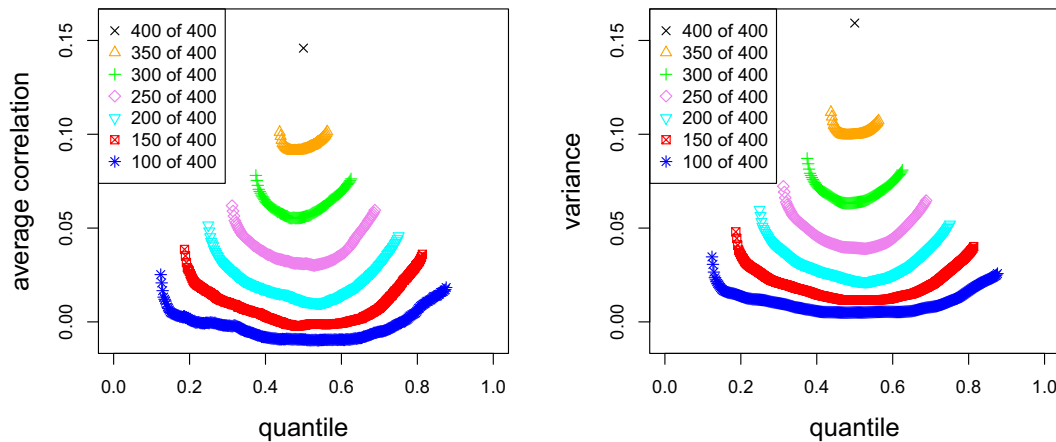 400 of 400
350 of 400
300 of 400
250 of 400
200 of 400
150 of 400
100 of 400
average correlation
0.15
0.10
0.05
0.00
0.0 0.2 0.4 0.6 0.8 1.0
quantile
400 of 400
350 of 400
300 of 400
250 of 400
200 of 400
150 of 400
100 of 400
variance
0.15
0.10
0.05
0.00
0.0 0.2 0.4 0.6 0.8 1.0
quantile